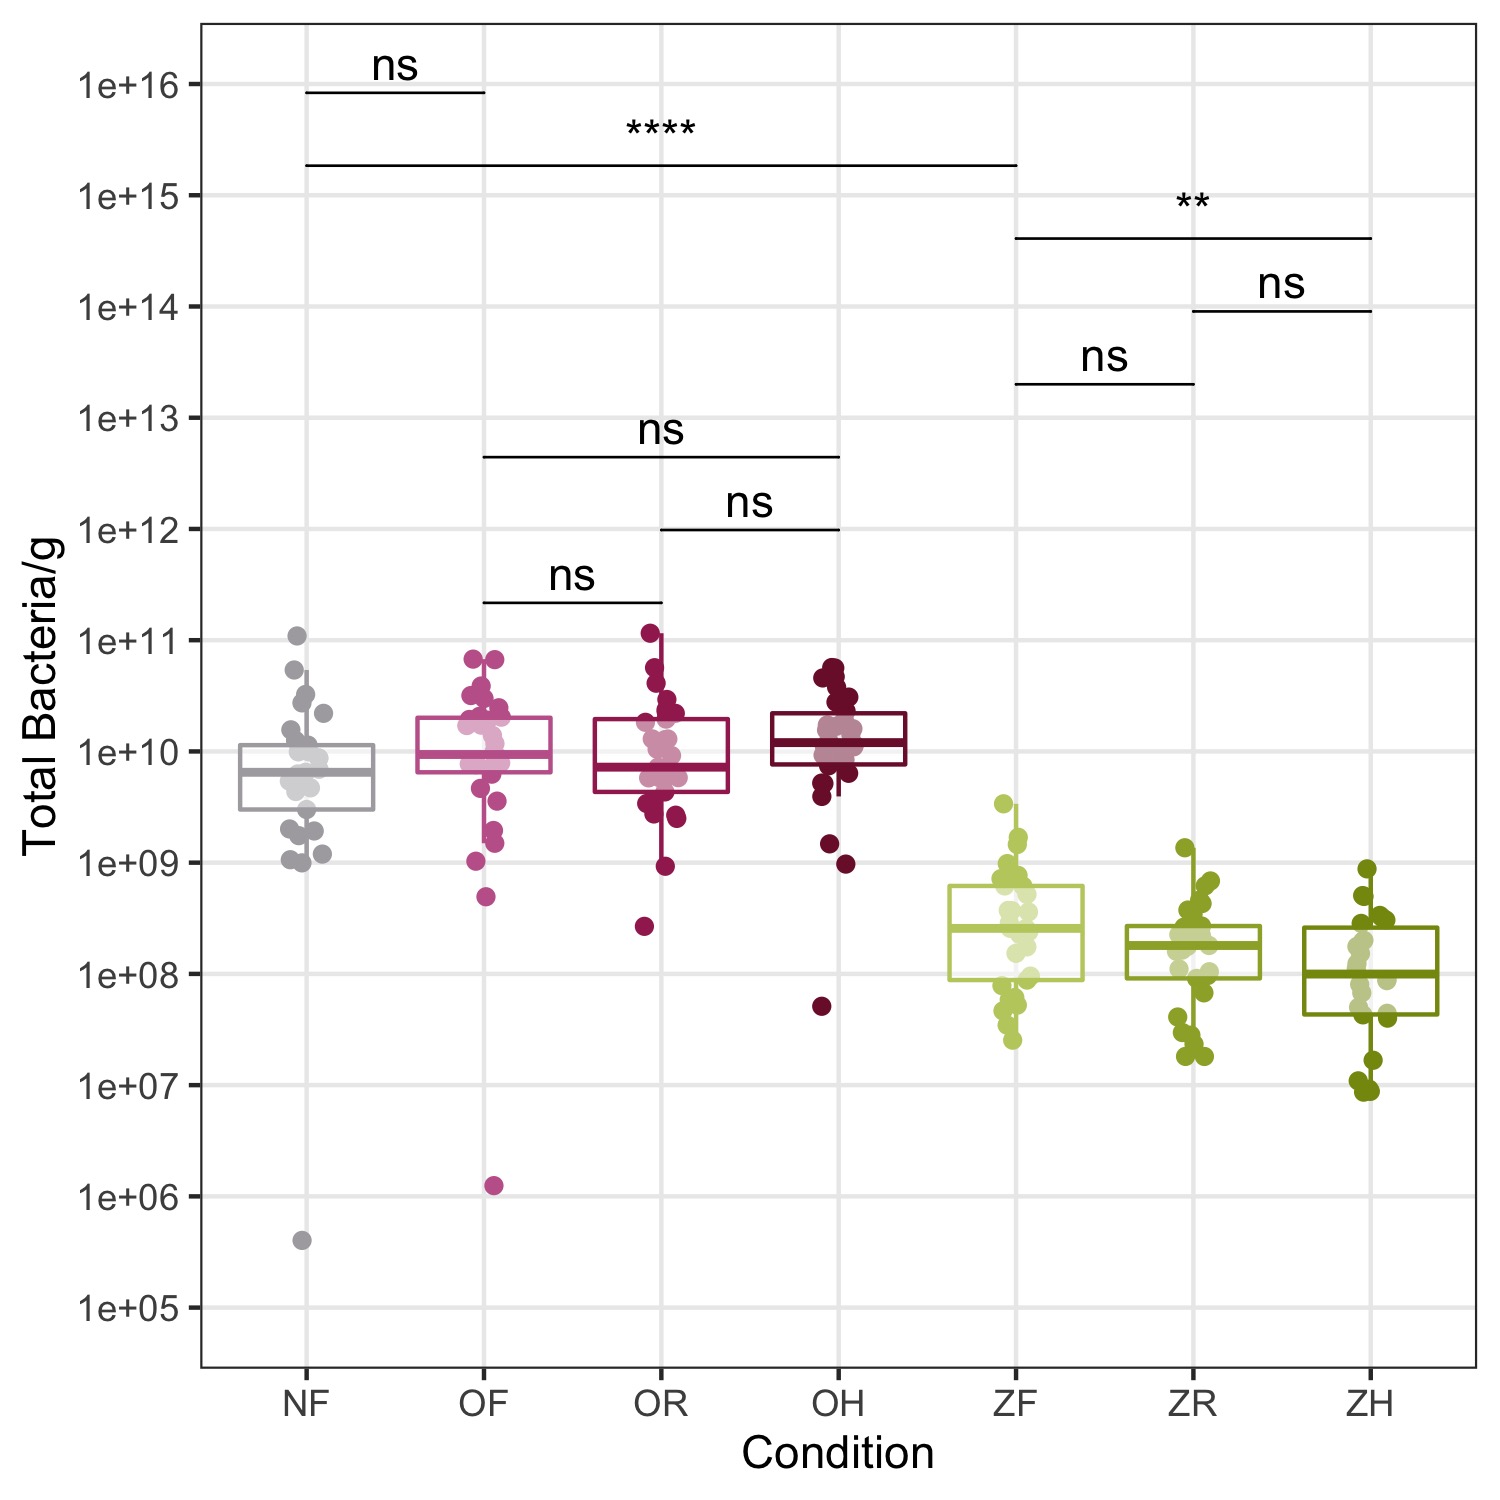 ns
1e+16
****
1e+15
**
1e+14
ns
ns
1e+13
ns
1e+12
ns
ns
1e+11
1e+10
1e+09
1e+08
1e+07
1e+06
1e+05
Total Bacteria/g
NF OF OR OH ZF ZR ZH
Condition